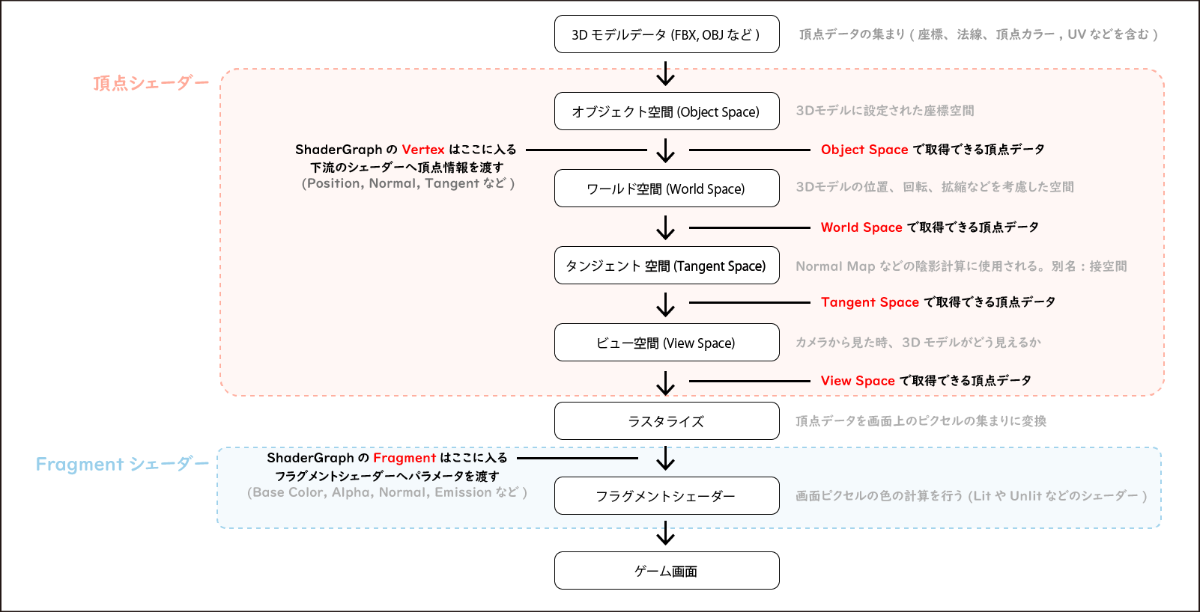 3D モデルデータ (FBX, OBJ など )
頂点データの集まり ( 座標、法線、頂点カラー , UV などを含む )
頂点シェーダー
オブジェクト空間 (Object Space)
3Dモデルに設定された座標空間
ShaderGraph の Vertex はここに入る
下流のシェーダーへ頂点情報を渡す
(Position, Normal, Tangent など )
Object Space で取得できる頂点データ
ワールド空間 (World Space)
3Dモデルの位置、回転、拡縮などを考慮した空間
World Space で取得できる頂点データ
タンジェント 空間 (Tangent Space)
Normal Map などの陰影計算に使用される。別名 : 接空間
Tangent Space で取得できる頂点データ
ビュー空間 (View Space)
カメラから見た時、3D モデルがどう見えるか
View Space で取得できる頂点データ
ラスタライズ
頂点データを画面上のピクセルの集まりに変換
Fragment シェーダー
ShaderGraph の Fragment はここに入る
フラグメントシェーダーへパラメータを渡す
(Base Color, Alpha, Normal, Emission など )
フラグメントシェーダー
画面ピクセルの色の計算を行う (Lit や Unlit などのシェーダー )
ゲーム画面